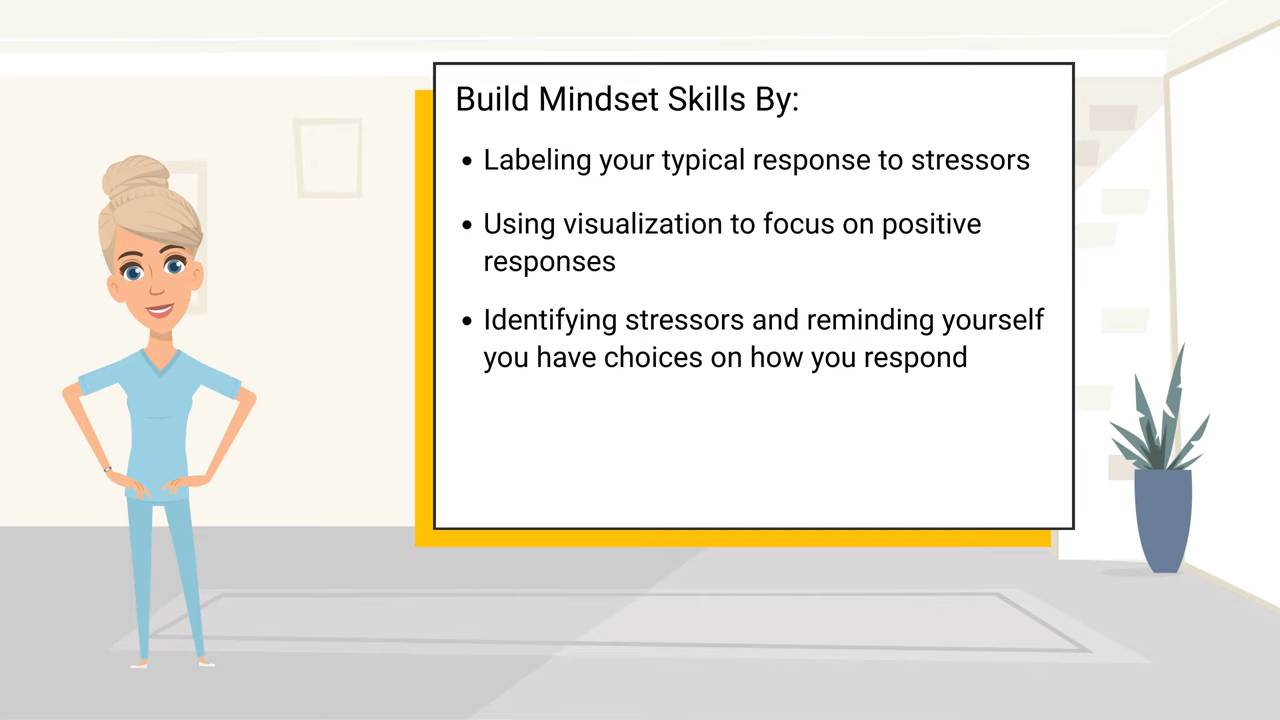 Build Mindset Skills By:
• Labeling your typical response to stressors
• Using visualization to focus on positive
responses
• Identifying stressors and reminding yourself
you have choices on how you respond